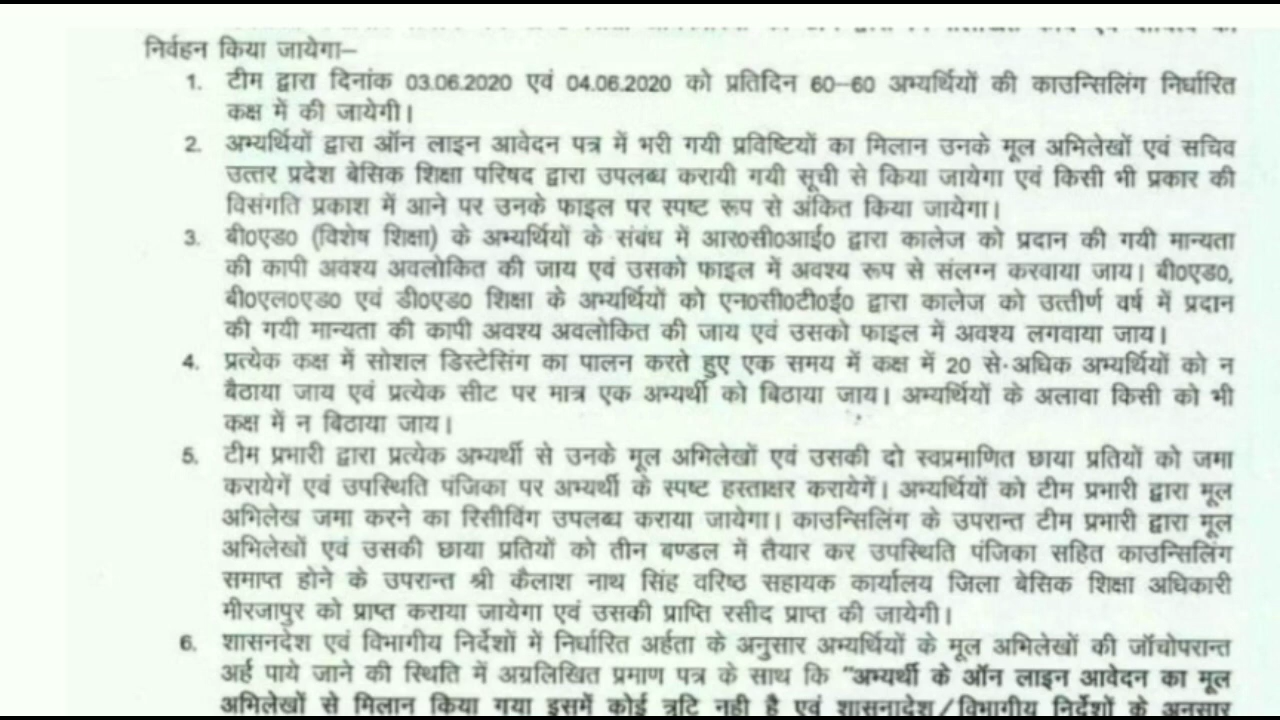 निर्वहन किया जायेगा–
1. टीम द्वारा दिनांक 03.06.2020 एवं 04.06.2020 को प्रतिदिन 60–60 अभ्यर्थियों की काउन्सिलिंग निर्धारित
कक्ष में की जायेगी।
2. अभ्यर्थियों द्वारा ऑन लाइन आवेदन पत्र में भरी गयी प्रविष्टियों का मिलान उनके मूल अभिलेखों एवं सचिव
उत्तर प्रदेश बेसिक शिक्षा परिषद द्वारा उपलब्ध करायी गयी सूची से किया जायेगा एवं किसी भी प्रकार की
विसंगति प्रकाश में आने पर उनके फाइल पर स्पष्ट रूप से अंकित किया जायेगा।
3. बी0एड0 (विशेष शिक्षा) के अभ्यर्थियों के संबंध में आर0सी0आई0 द्वारा कालेज को प्रदान की गयी मान्यता
की कापी अवश्य अवलोकित की जाय एवं उसको फाइल में अवश्य रूप से संलग्न करवाया जाय। बी0एड0,
बी0एल0एड0 एवं डी0एड0 शिक्षा के अभ्यर्थियों को एन0सी0टी0ई0 द्वारा कालेज को उत्तीर्ण वर्ष में प्रदान
की गयी मान्यता की कापी अवश्य अवलोकित की जाय एवं उसको फाइल में अवश्य लगवाया जाय।
4. प्रत्येक कक्ष में सोशल डिस्टेसिंग का पालन करते हुए एक समय में कक्ष में 20 से अधिक अभ्यर्थियों को न
बैठाया जाय एवं प्रत्येक सीट पर मात्र एक अभ्यर्थी को बिठाया जाय। अभ्यर्थियों के अलावा किसी को भी
कक्ष में न बिठाया जाय।
5. टीम प्रभारी द्वारा प्रत्येक अभ्यर्थी से उनके मूल अभिलेखों एवं उसकी दो स्वप्रमाणित छाया प्रतियों को जमा
करायेगें एवं उपस्थिति पंजिका पर अभ्यर्थी के स्पष्ट हस्ताक्षर करायेगें। अभ्यर्थियों को टीम प्रभारी द्वारा मूल
अभिलेख जमा करने का रिसीविंग उपलब्ध कराया जायेगा। काउन्सिलिंग के उपरान्त टीम प्रभारी द्वारा मूल
अभिलेखों एवं उसकी छाया प्रतियों को तीन बण्डल में तैयार कर उपस्थिति पंजिका सहित काउन्सिलिंग
समाप्त होने के उपरान्त श्री कैलाश नाथ सिंह वरिष्ठ सहायक कार्यालय जिला बेसिक शिक्षा अधिकारी
मीरजापुर को प्राप्त कराया जायेगा एवं उसकी प्राप्ति रसीद प्राप्त की जायेगी।
6. शासनदेश एवं विभागीय निर्देशों में निर्धारित अर्हता के अनुसार अभ्यर्थियों के मूल अभिलेखों की जॉचोपरान्त
अर्ह पाये जाने की स्थिति में अग्रलिखित प्रमाण पत्र के साथ कि "अभ्यर्थी के ऑन लाइन आवेदन का मूल
अभिलेखों से मिलान किया गया इसमें कोई त्रुटि नही है एवं शासनादेश/विभागीय निर्देशों के अनुसार